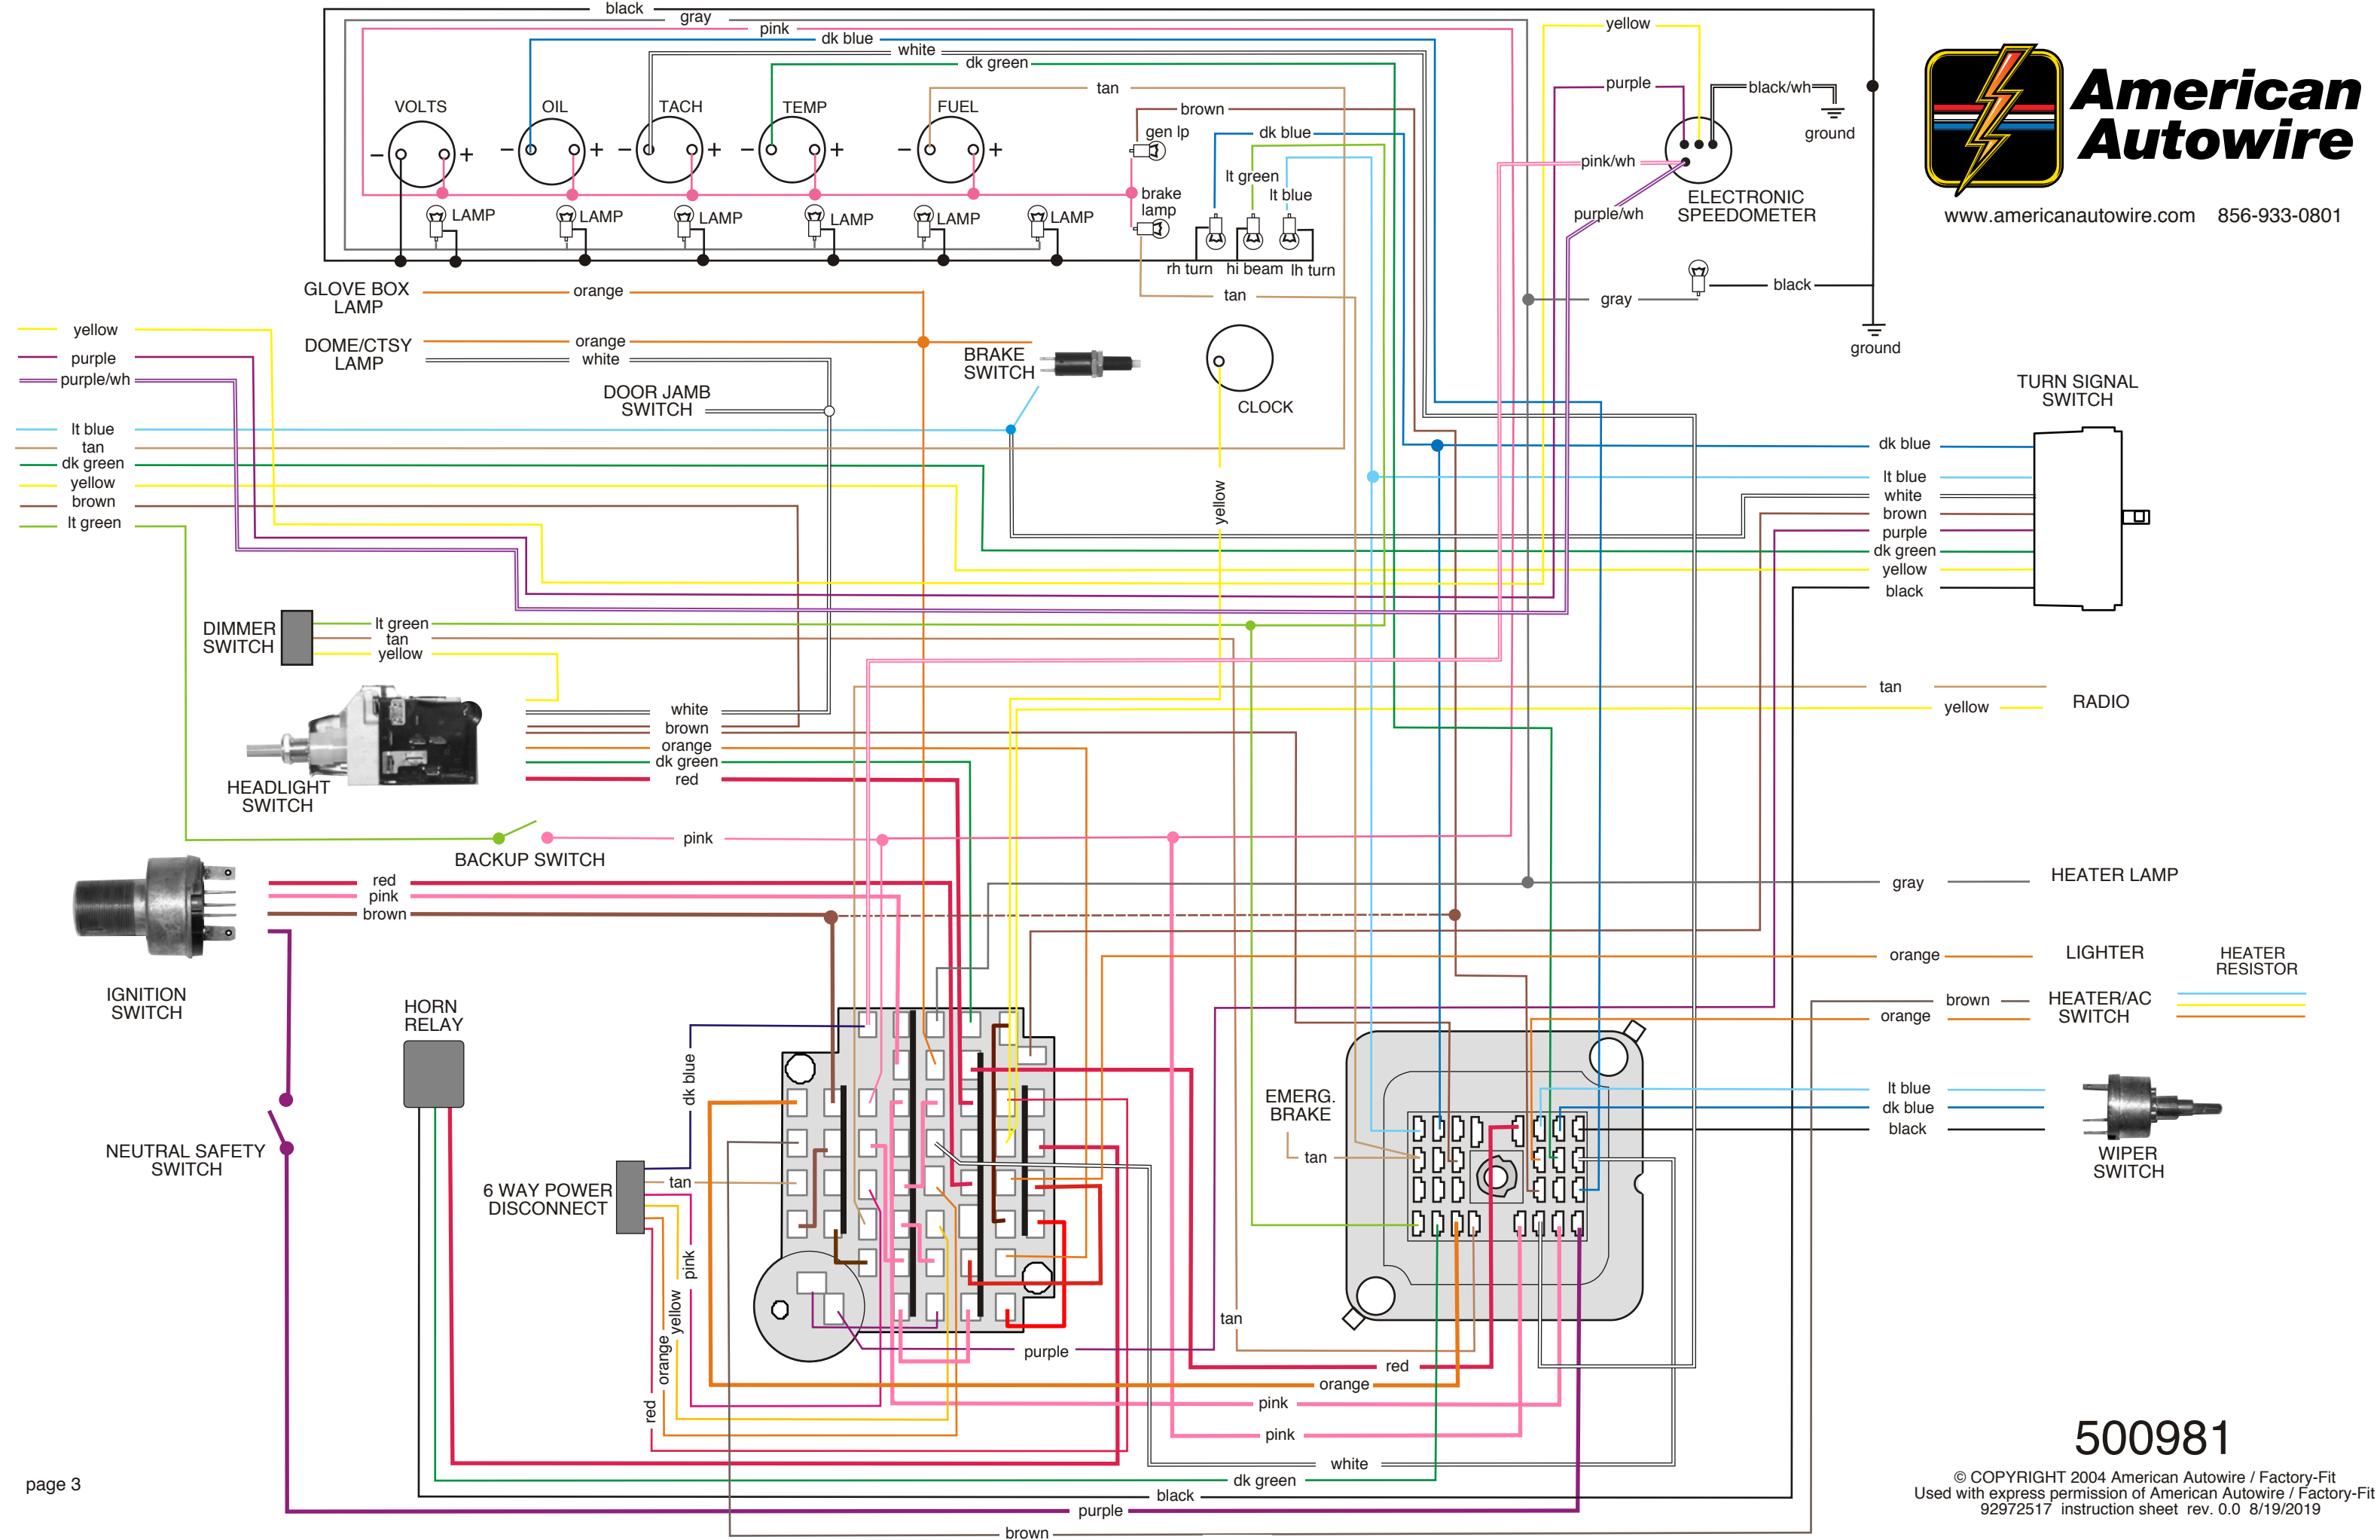 black
gray
pink
dk blue
white
dk green
tan
brown
yellow
purple
black/wh
ground
American
Autowire
www.americanautowire.com 856-933-0801
VOLTS
OIL
TACH
TEMP
FUEL
- +
- +
- +
- +
- +
gen lp
dk blue
lt green
lt blue
brake
lamp
pink/wh
purple/wh
ELECTRONIC
SPEEDOMETER
LAMP
LAMP
LAMP
LAMP
LAMP
LAMP
rh turn
hi beam
lh turn
tan
gray
black
ground
GLOVE BOX
LAMP
orange
DOME/CTSY
LAMP
orange
white
DOOR JAMB
SWITCH
BRAKE
SWITCH
CLOCK
yellow
yellow
purple
purple/wh
lt blue
tan
dk green
yellow
brown
lt green
TURN SIGNAL
SWITCH
dk blue
lt blue
white
brown
purple
dk green
yellow
black
DIMMER
SWITCH
lt green
tan
yellow
HEADLIGHT
SWITCH
white
brown
orange
dk green
red
tan
yellow
RADIO
BACKUP SWITCH
pink
gray
HEATER LAMP
IGNITION
SWITCH
red
pink
brown
orange
LIGHTER
HEATER
RESISTOR
brown
orange
HEATER/AC
SWITCH
HORN
RELAY
dk blue
NEUTRAL SAFETY
SWITCH
6 WAY POWER
DISCONNECT
tan
pink
yellow
orange
red
EMERG.
BRAKE
tan
lt blue
dk blue
black
WIPER
SWITCH
tan
purple
red
orange
pink
pink
white
dk green
black
purple
brown
page 3
500981
© COPYRIGHT 2004 American Autowire / Factory-Fit
Used with express permission of American Autowire / Factory-Fit
92972517 instruction sheet rev. 0.0 8/19/2019